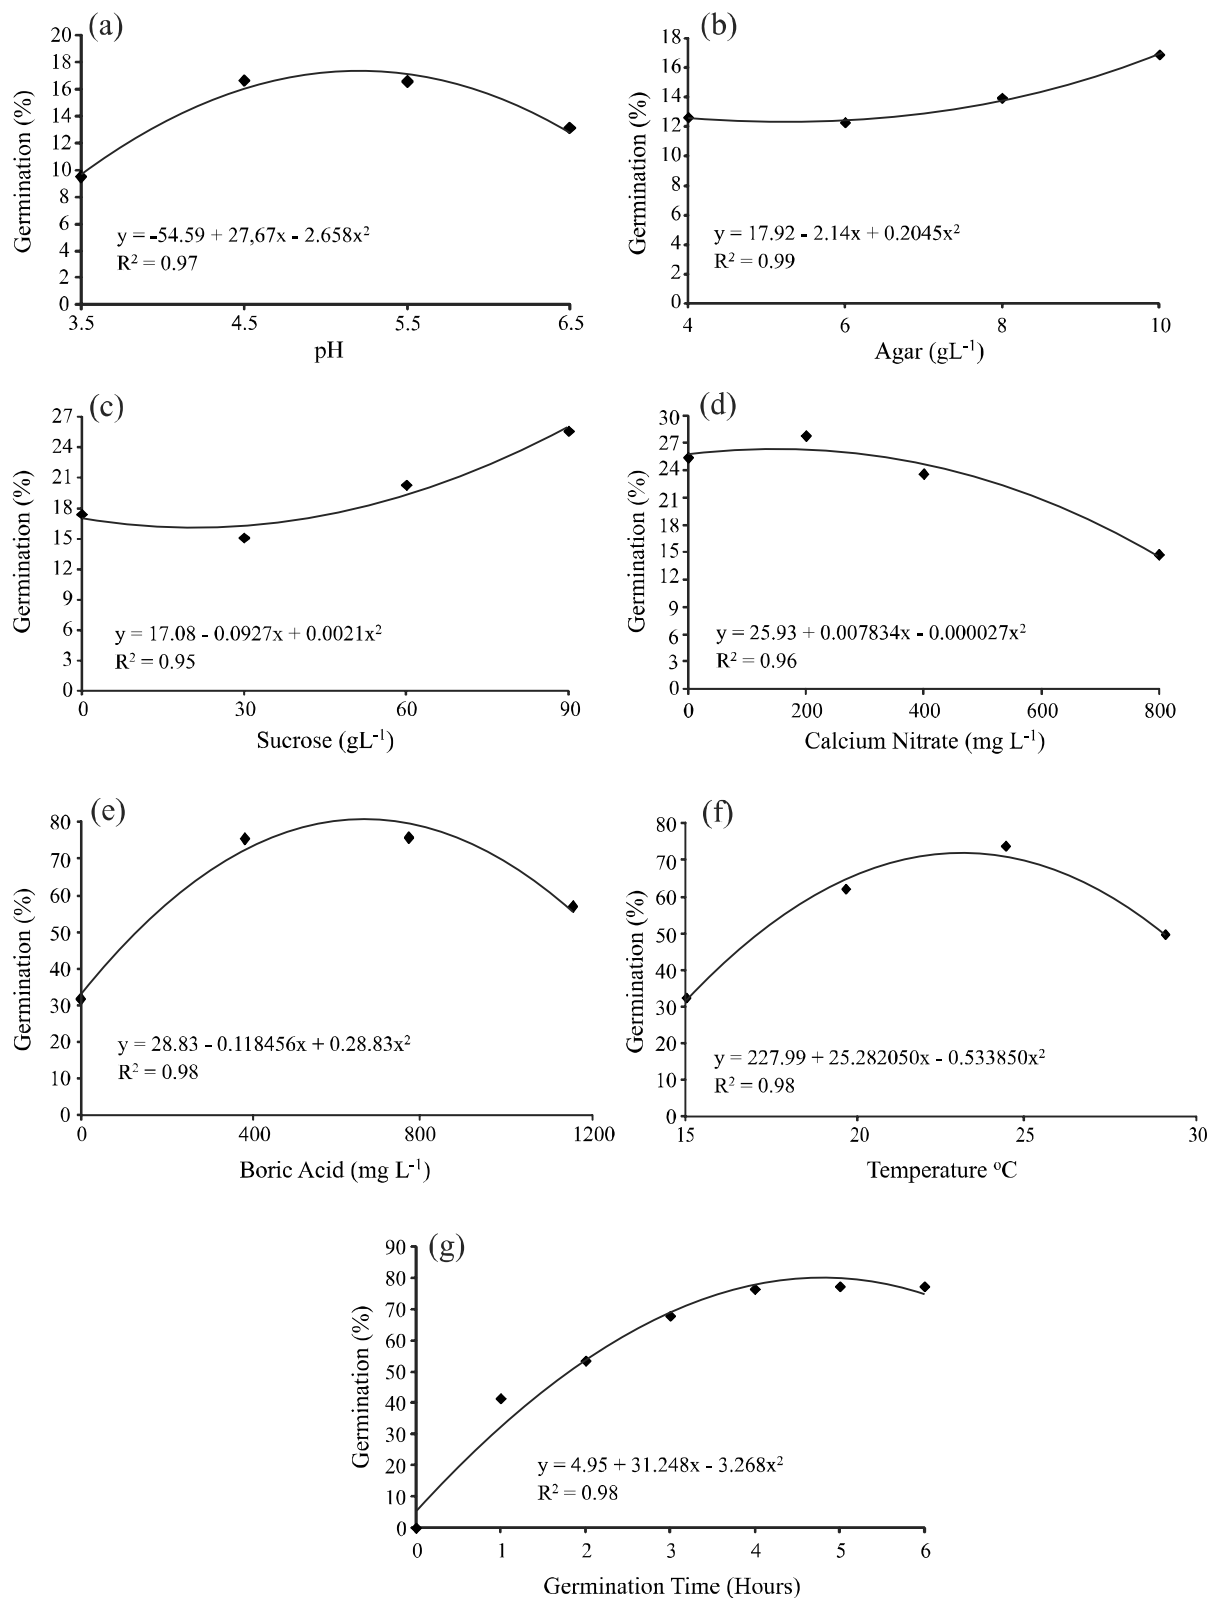 (a)
20
18
16
14
12
10
8
6
4
2
0
Germination (%)
y = -54.59 + 27,67x - 2.658x²
R² = 0.97
3.5 4.5 5.5 6.5
pH
(b)
18
16
14
12
10
8
6
4
2
0
Germination (%)
y = 17.92 - 2.14x + 0.2045x²
R² = 0.99
4 6 8 10
Agar (gL⁻¹)
(c)
27
24
21
18
15
12
9
6
3
0
Germination (%)
y = 17.08 - 0.0927x + 0.0021x²
R² = 0.95
0 30 60 90
Sucrose (gL⁻¹)
(d)
30
27
24
21
18
15
12
9
6
3
0
Germination (%)
y = 25.93 + 0.007834x - 0.000027x²
R² = 0.96
0 200 400 600 800
Calcium Nitrate (mg L⁻¹)
(e)
80
70
60
50
40
30
20
10
0
Germination (%)
y = 28.83 - 0.118456x + 0.28.83x²
R² = 0.98
0 400 800 1200
Boric Acid (mg L⁻¹)
(f)
80
70
60
50
40
30
20
10
0
Germination (%)
y = 227.99 + 25.282050x - 0.533850x²
R² = 0.98
15 20 25 30
Temperature ºC
(g)
90
80
70
60
50
40
30
20
10
0
Germination (%)
y = 4.95 + 31.248x - 3.268x²
R² = 0.98
0 1 2 3 4 5 6
Germination Time (Hours)